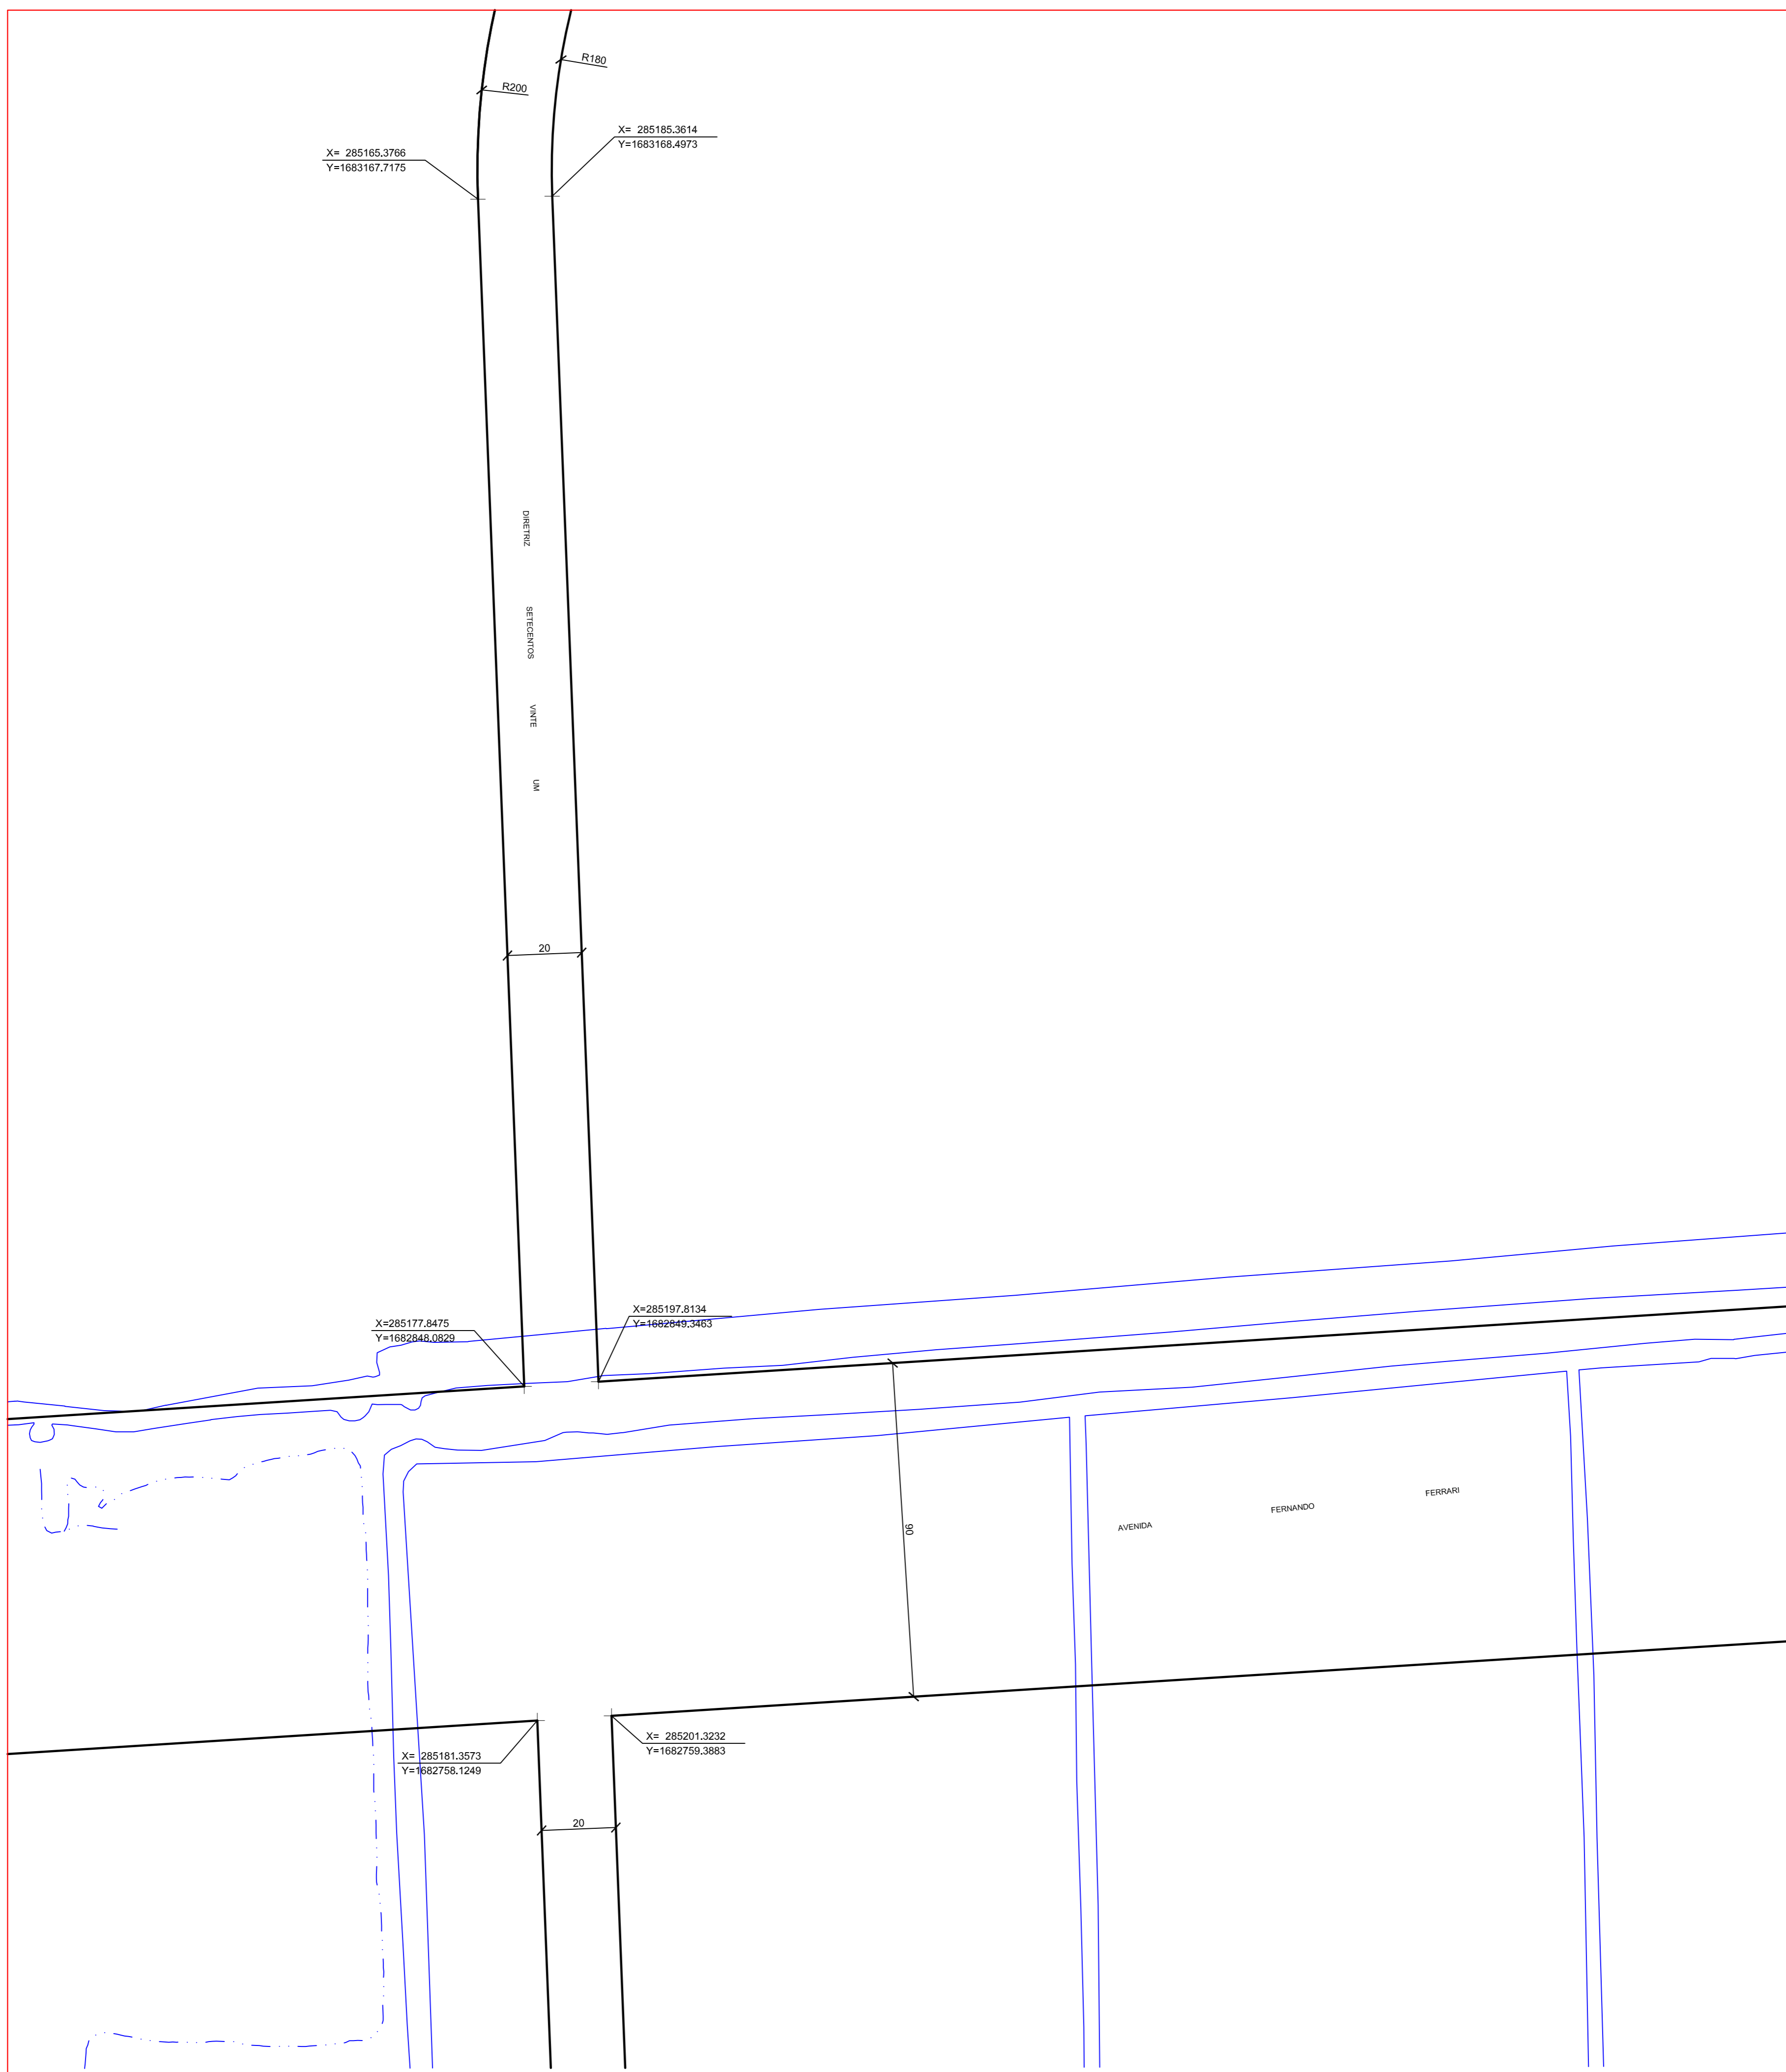 R180
R200
X= 285185.3614
Y=1683168.4973
X= 285165.3766
Y=1683167.7175
DIRETRIZ
SETECENTOS
VINTE
UM
20
X=285197.8134
Y=1682849.3463
X=285177.8475
Y=1682848.0829
90
AVENIDA FERNANDO FERRARI
X= 285201.3232
Y=1682759.3883
X= 285181.3573
Y=1682758.1249
20